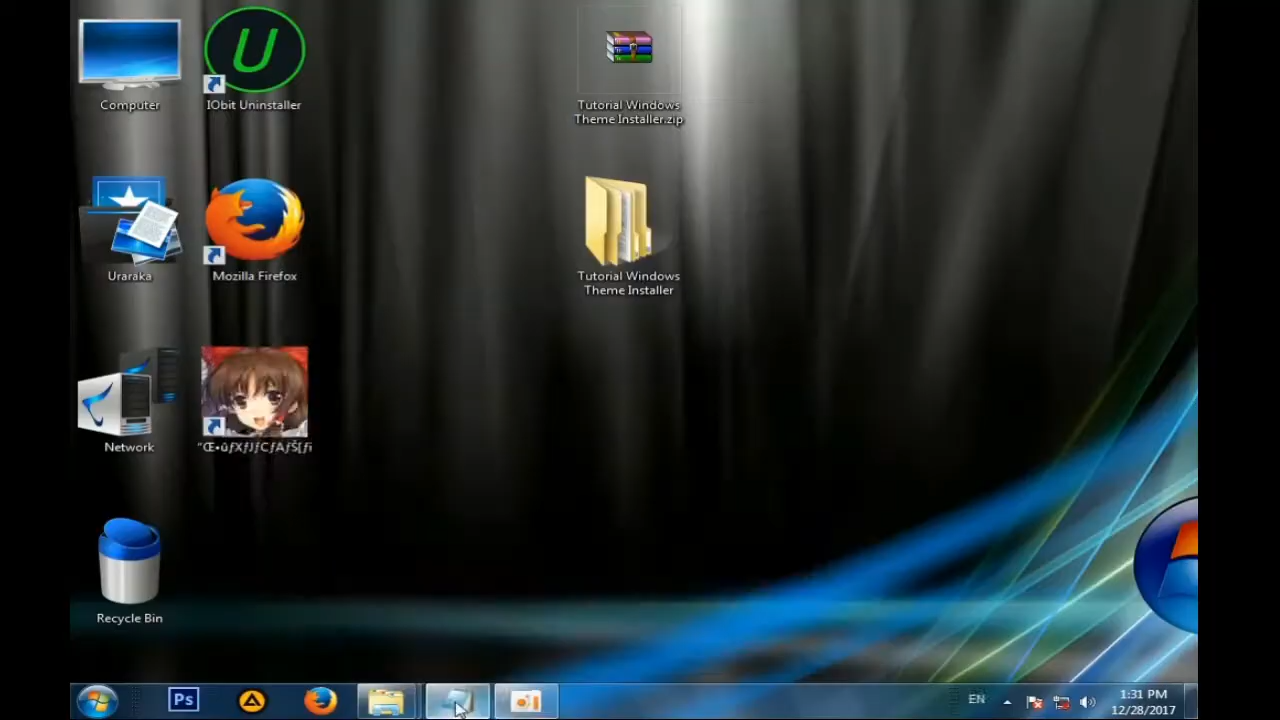 Computer
IObit Uninstaller
Tutorial Windows
Theme Installer.zip
Uraraka
Mozilla Firefox
Tutorial Windows
Theme Installer
Network
Recycle Bin
Ps
EN
1:31 PM
12/28/2017